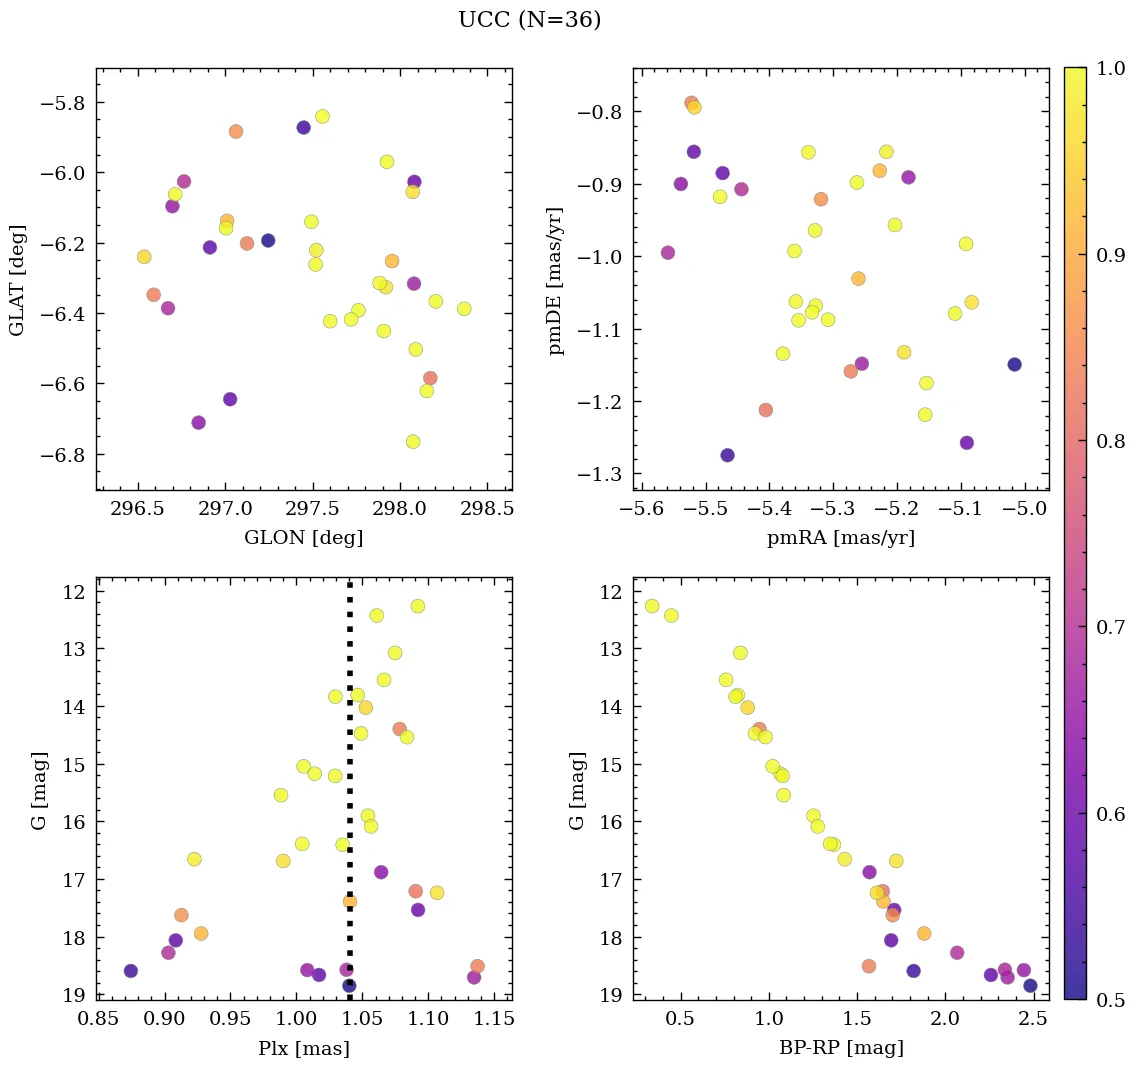 UCC (N=36)
−5.8
−6.0
−6.2
−6.4
−6.6
−6.8
GLAT [deg]
296.5 297.0 297.5 298.0 298.5
GLON [deg]
−0.8
−0.9
−1.0
−1.1
−1.2
−1.3
pmDE [mas/yr]
−5.6 −5.5 −5.4 −5.3 −5.2 −5.1 −5.0
pmRA [mas/yr]
12
13
14
15
16
17
18
19
G [mag]
0.85 0.90 0.95 1.00 1.05 1.10 1.15
Plx [mas]
12
13
14
15
16
17
18
19
G [mag]
0.5 1.0 1.5 2.0 2.5
BP-RP [mag]
1.0
0.9
0.8
0.7
0.6
0.5